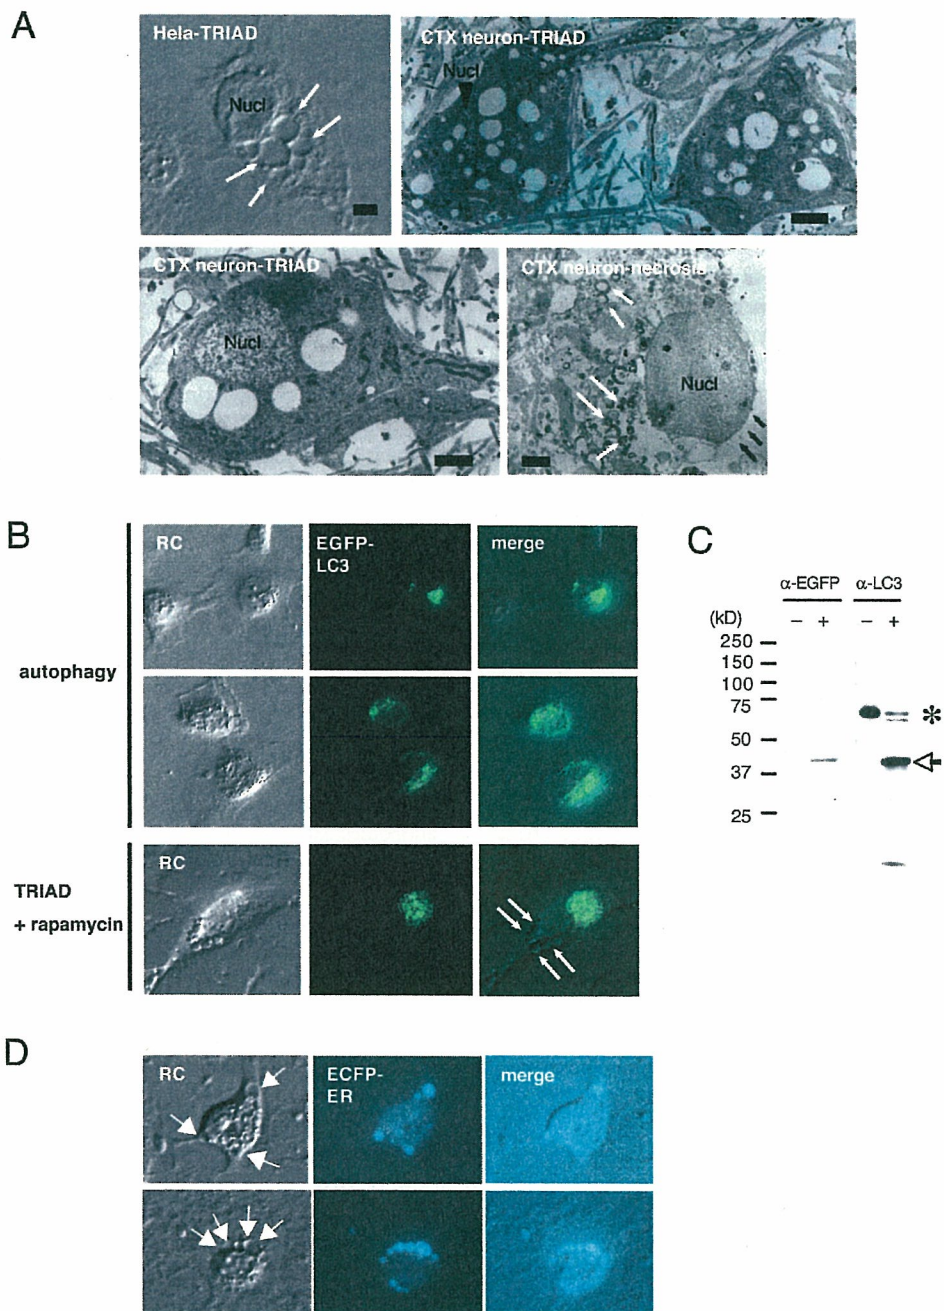 A
Hela-TRIAD
Nucl
CTX neuron-TRIAD
Nucl
CTX neuron-TRIAD
Nucl
CTX neuron-necrosis
Nucl
B
autophagy
RC
EGFP-
LC3
merge
TRIAD
+ rapamycin
RC
C
α-EGFP α-LC3
(kD) − + − +
250
150
100
75
*
50
37
25
D
RC
ECFP-
ER
merge